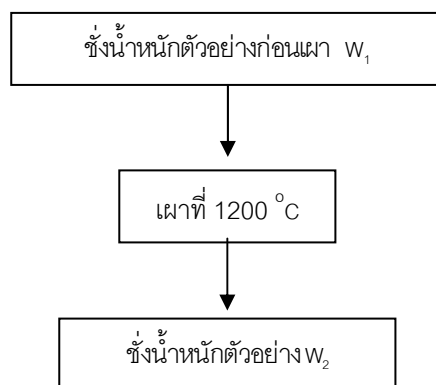 ชั่งน้ำหนักตัวอย่างก่อนเผา W₁
เผาที่ 1200 °C
ชั่งน้ำหนักตัวอย่าง W₂